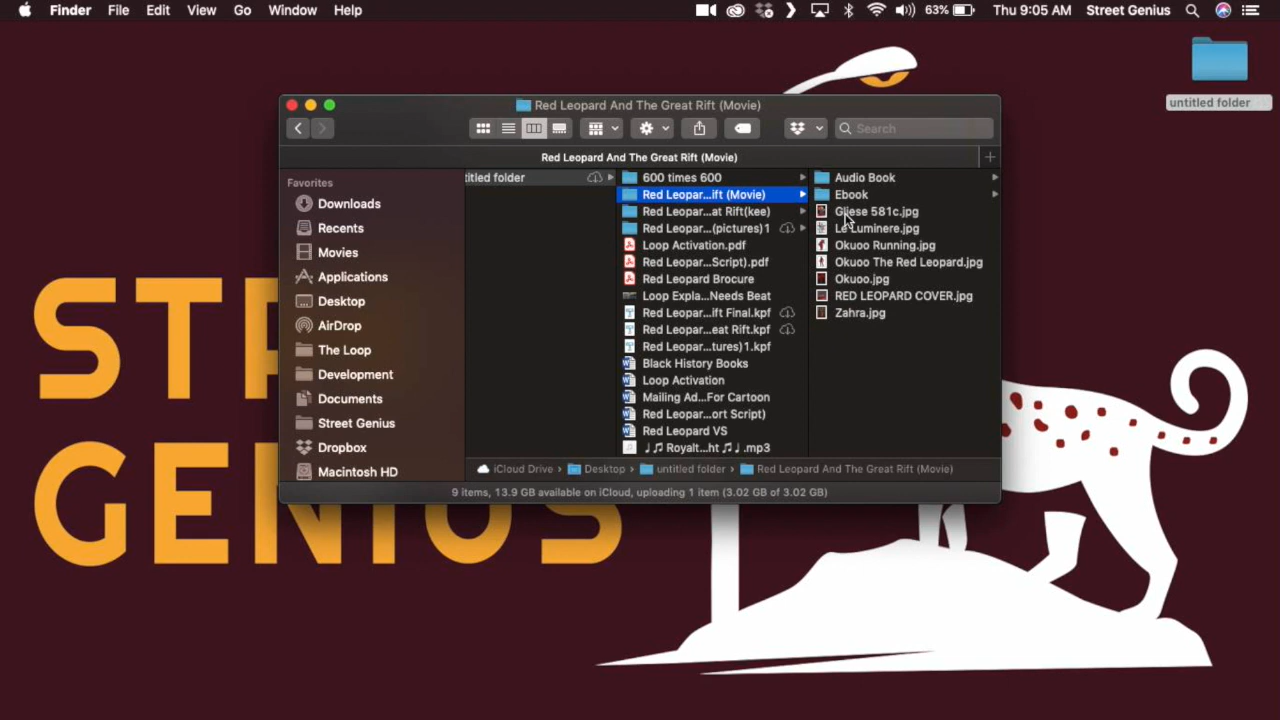 Finder File Edit View Go Window Help
63% Thu 9:05 AM Street Genius
untitled folder
Red Leopard And The Great Rift (Movie)
Search
Red Leopard And The Great Rift (Movie)
Favorites
Downloads
Recents
Movies
Applications
Desktop
AirDrop
The Loop
Development
Documents
Street Genius
Dropbox
Macintosh HD
titled folder
600 times 600
Red Leopar...ift (Movie)
Red Leopar...at Rift(kee)
Red Leopar...(pictures)1
Loop Activation.pdf
Red Leopar...Script).pdf
Red Leopard Brocure
Loop Expla...Needs Beat
Red Leopar...ift Final.kpf
Red Leopar...eat Rift.kpf
Red Leopar...tures)1.kpf
Black History Books
Loop Activation
Mailing Ad...For Cartoon
Red Leopar...ort Script)
Red Leopard VS
♩♫ Royalt...ht ♫♩.mp3
Audio Book
Ebook
Gliese 581c.jpg
Le Luminere.jpg
Okuoo Running.jpg
Okuoo The Red Leopard.jpg
Okuoo.jpg
RED LEOPARD COVER.jpg
Zahra.jpg
iCloud Drive › Desktop › untitled folder › Red Leopard And The Great Rift (Movie)
9 items, 13.9 GB available on iCloud, uploading 1 item (3.02 GB of 3.02 GB)
GENIUS